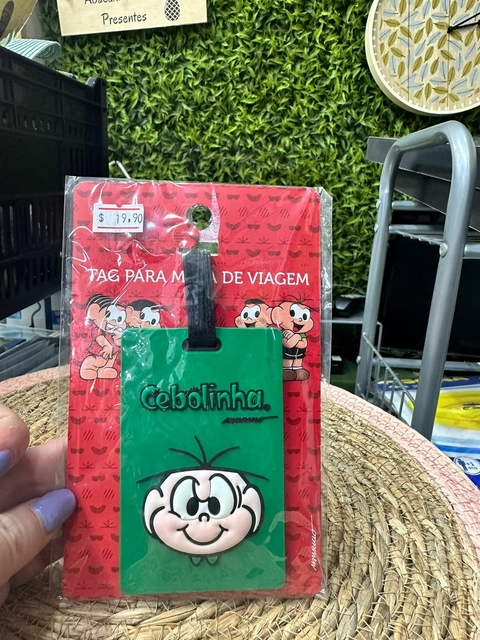 Presentes
$ 19,90
TAG PARA DE VIAGEM
Cebolinha